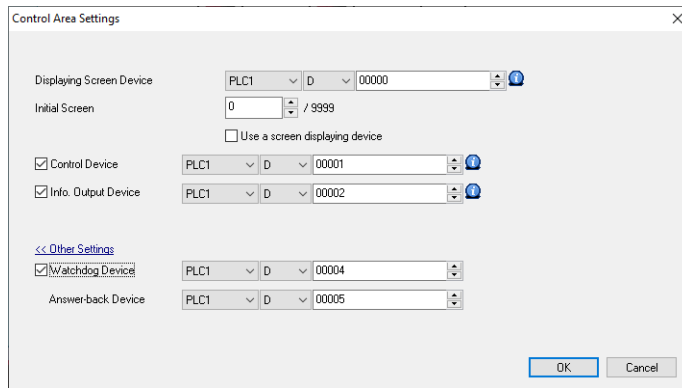 Control Area Settings
Displaying Screen Device PLC1 D 00000
Initial Screen 0 / 9999
Use a screen displaying device
Control Device PLC1 D 00001
Info. Output Device PLC1 D 00002
<< Other Settings
Watchdog Device PLC1 D 00004
Answer-back Device PLC1 D 00005
OK Cancel